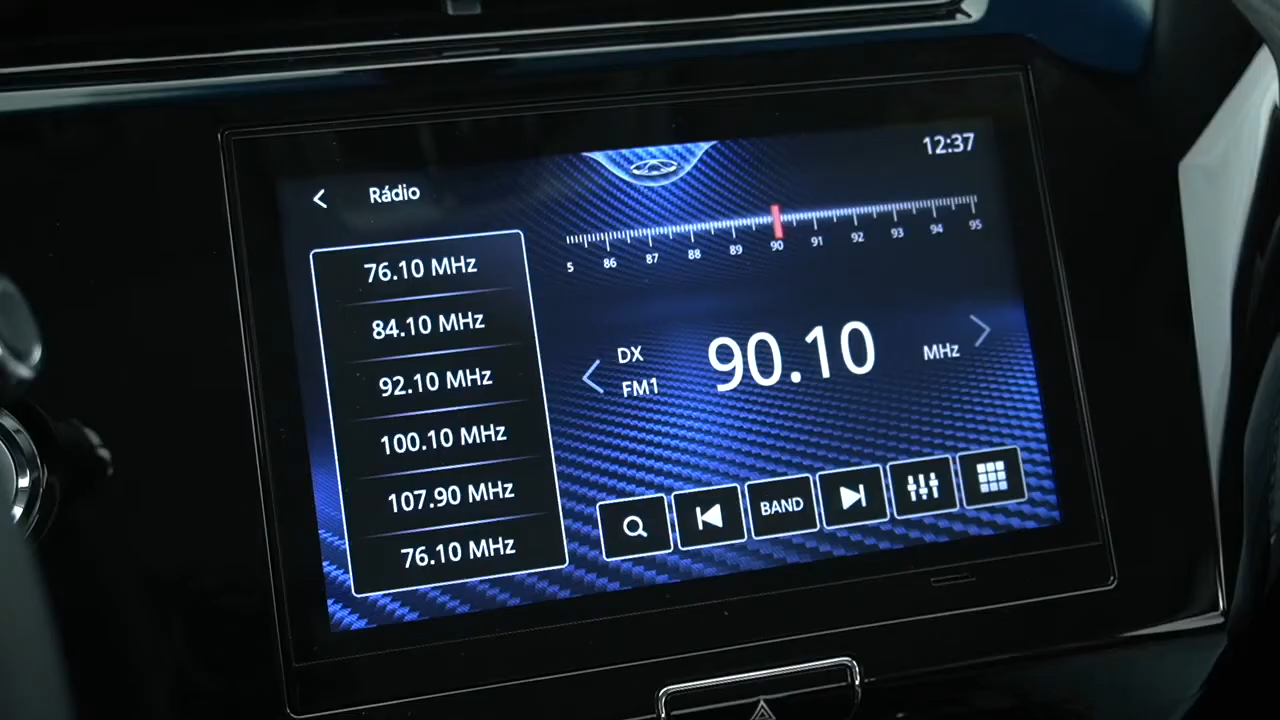 Rádio
12:37
76.10 MHz
84.10 MHz
92.10 MHz
100.10 MHz
107.90 MHz
76.10 MHz
5 86 87 88 89 90 91 92 93 94 95
DX
FM1
90.10
MHz
BAND